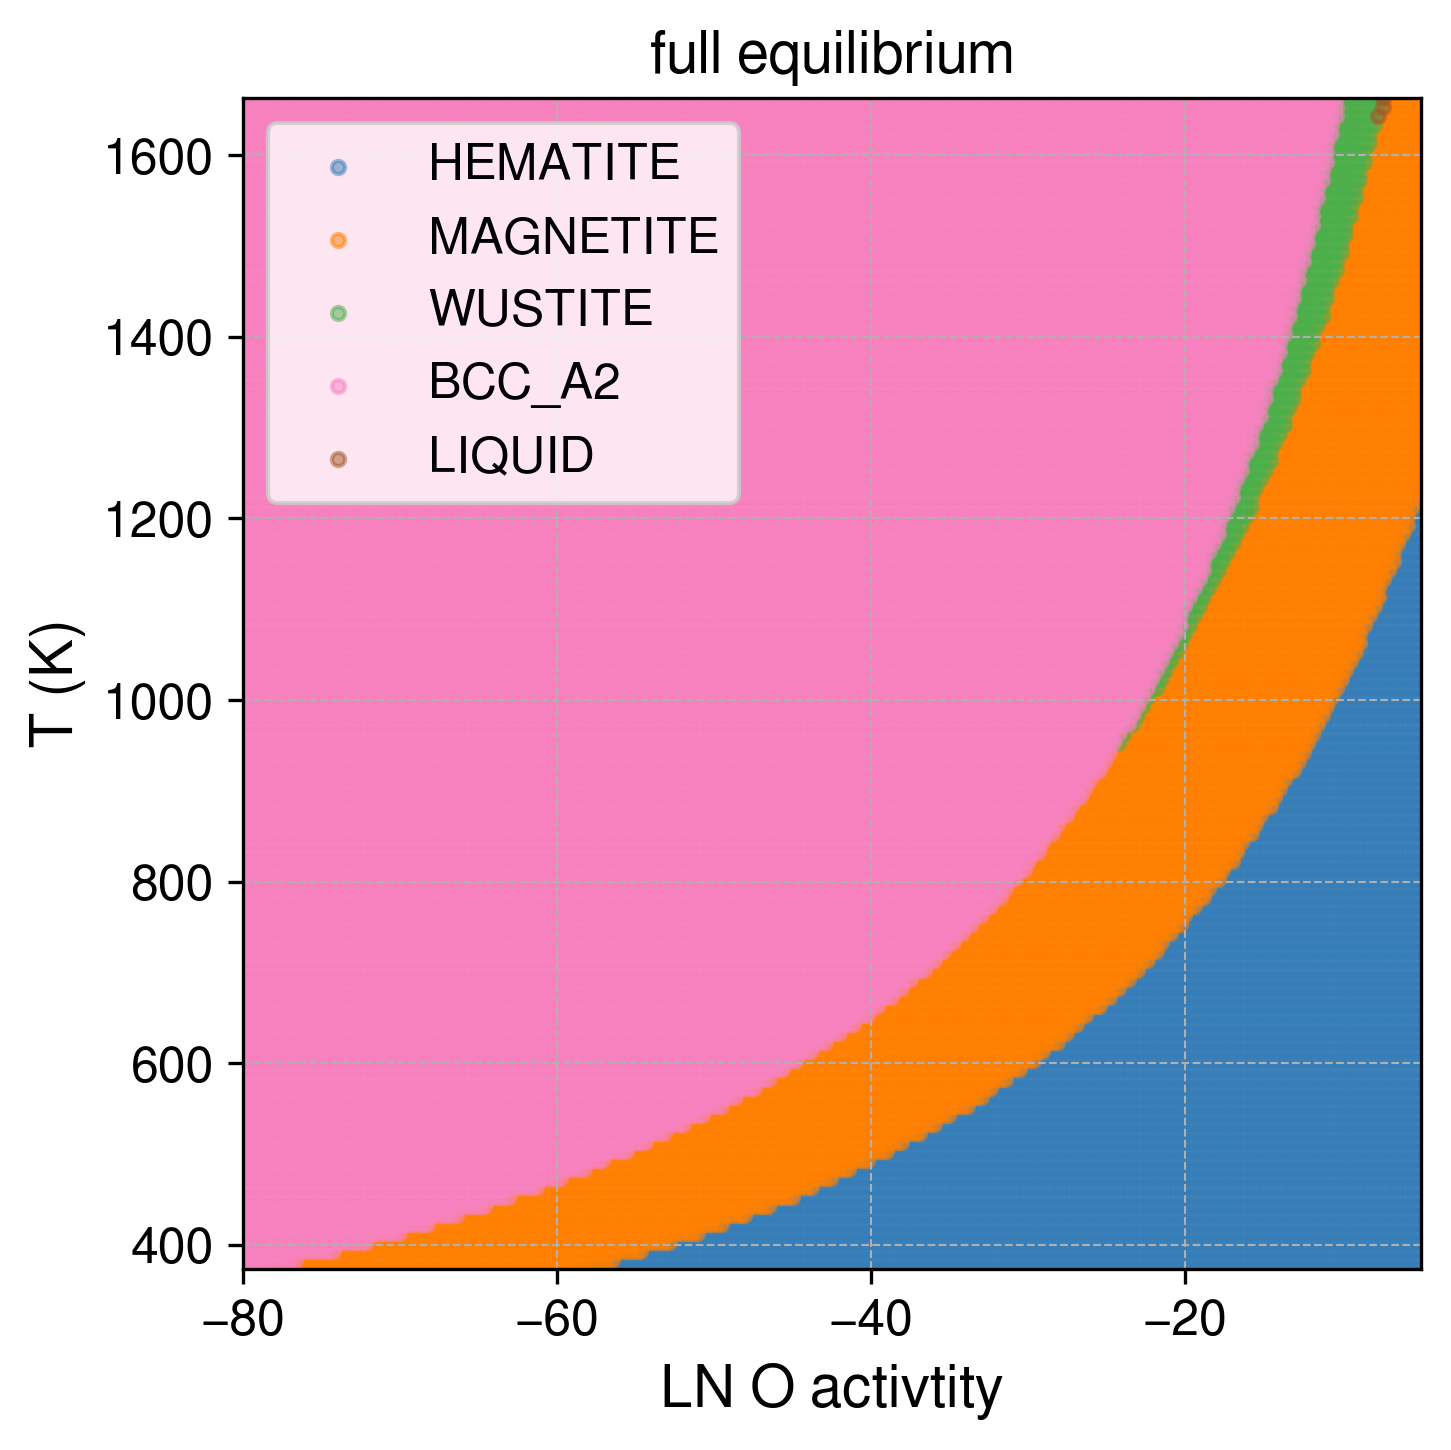 full equilibrium
HEMATITE
MAGNETITE
WUSTITE
BCC_A2
LIQUID
T (K)
1600
1400
1200
1000
800
600
400
−80 −60 −40 −20
LN O activtity